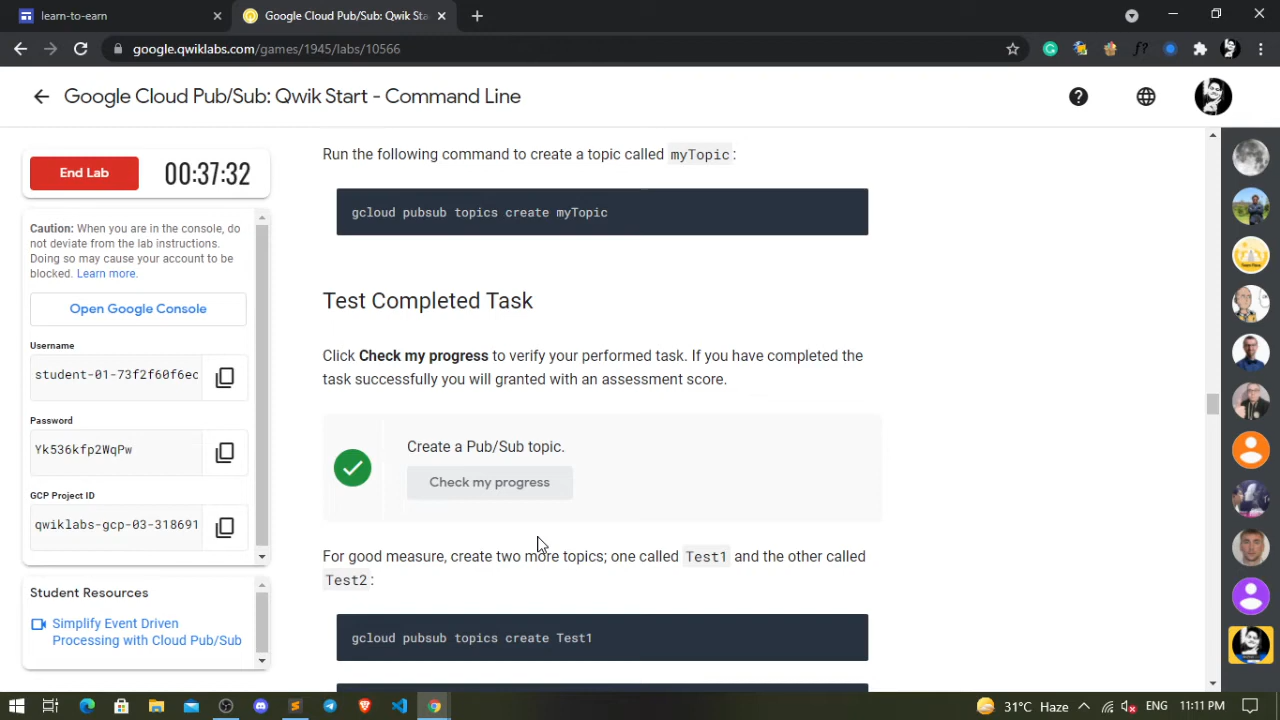 learn-to-earn
Google Cloud Pub/Sub: Qwik Sta
google.qwiklabs.com/games/1945/labs/10566
Google Cloud Pub/Sub: Qwik Start - Command Line
End Lab
00:37:32
Caution: When you are in the console, do
not deviate from the lab instructions.
Doing so may cause your account to be
blocked. Learn more.
Open Google Console
Username
student-01-73f2f60f6ec
Password
Yk536kfp2WqPw
GCP Project ID
qwiklabs-gcp-03-318691
Student Resources
Simplify Event Driven
Processing with Cloud Pub/Sub
Run the following command to create a topic called myTopic:
gcloud pubsub topics create myTopic
Test Completed Task
Click Check my progress to verify your performed task. If you have completed the
task successfully you will granted with an assessment score.
Create a Pub/Sub topic.
Check my progress
For good measure, create two more topics; one called Test1 and the other called
Test2:
gcloud pubsub topics create Test1
31°C Haze
ENG
11:11 PM